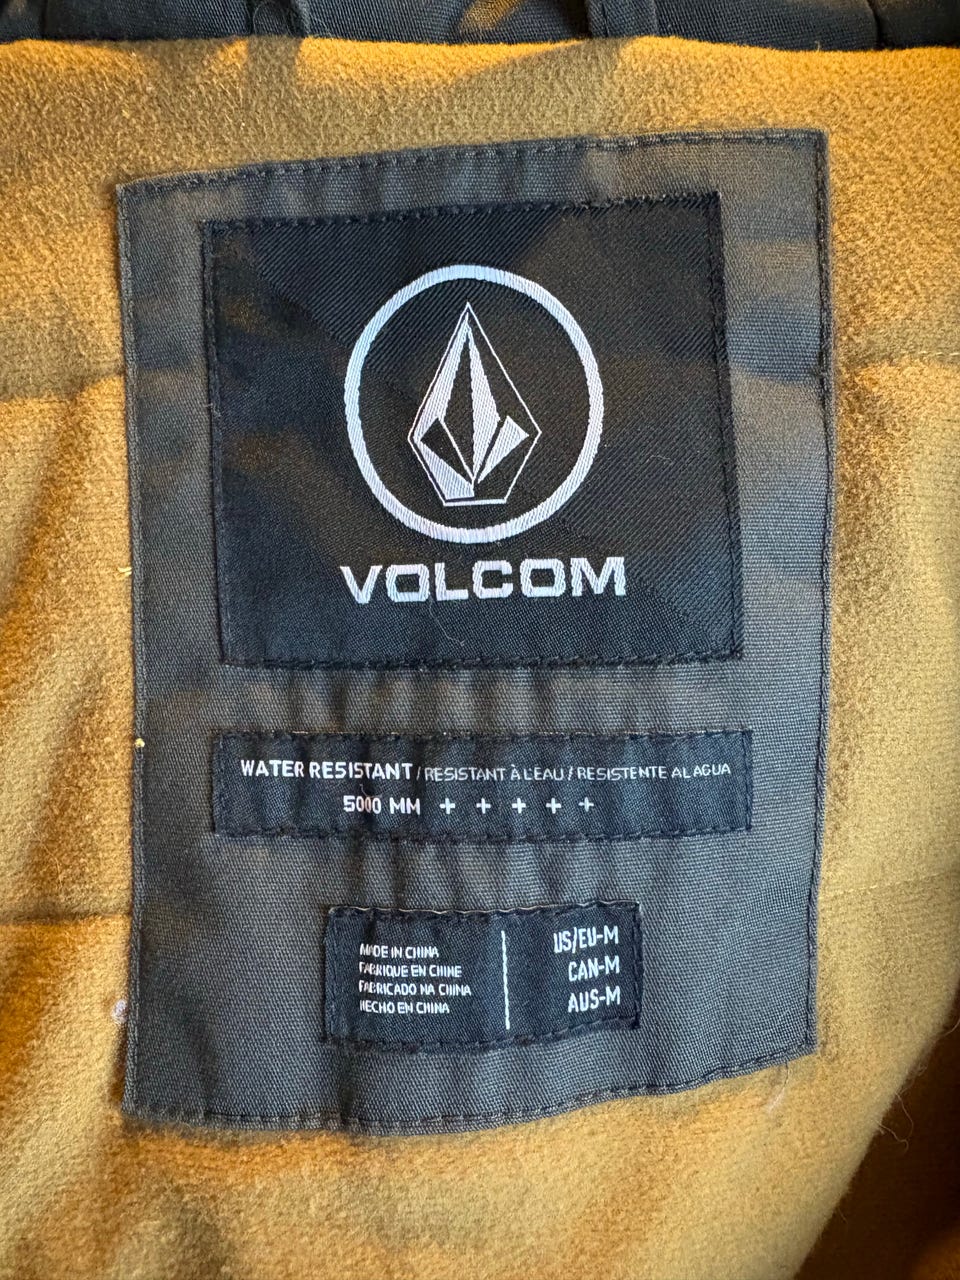 VOLCOM
WATER RESISTANT / RESISTANT À L'EAU / RESISTENTE AL AGUA
5000 MM + + + + +
MADE IN CHINA
FABRIQUE EN CHINE
FABRICADO NA CHINA
HECHO EN CHINA
US/EU-M
CAN-M
AUS-M